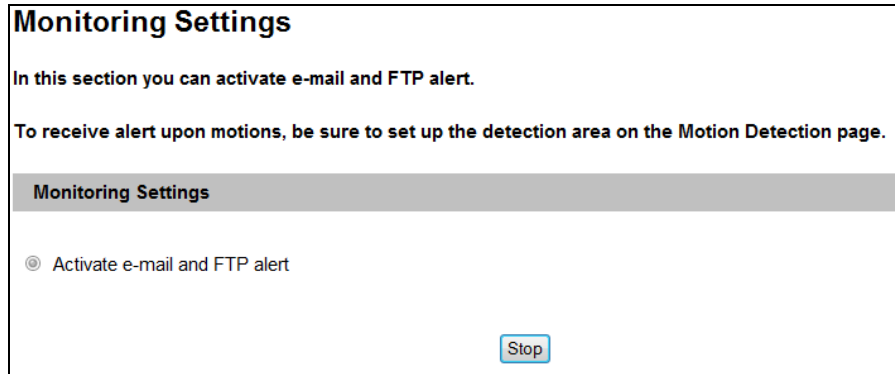 Monitoring Settings
In this section you can activate e-mail and FTP alert.
To receive alert upon motions, be sure to set up the detection area on the Motion Detection page.
Monitoring Settings
Activate e-mail and FTP alert
Stop